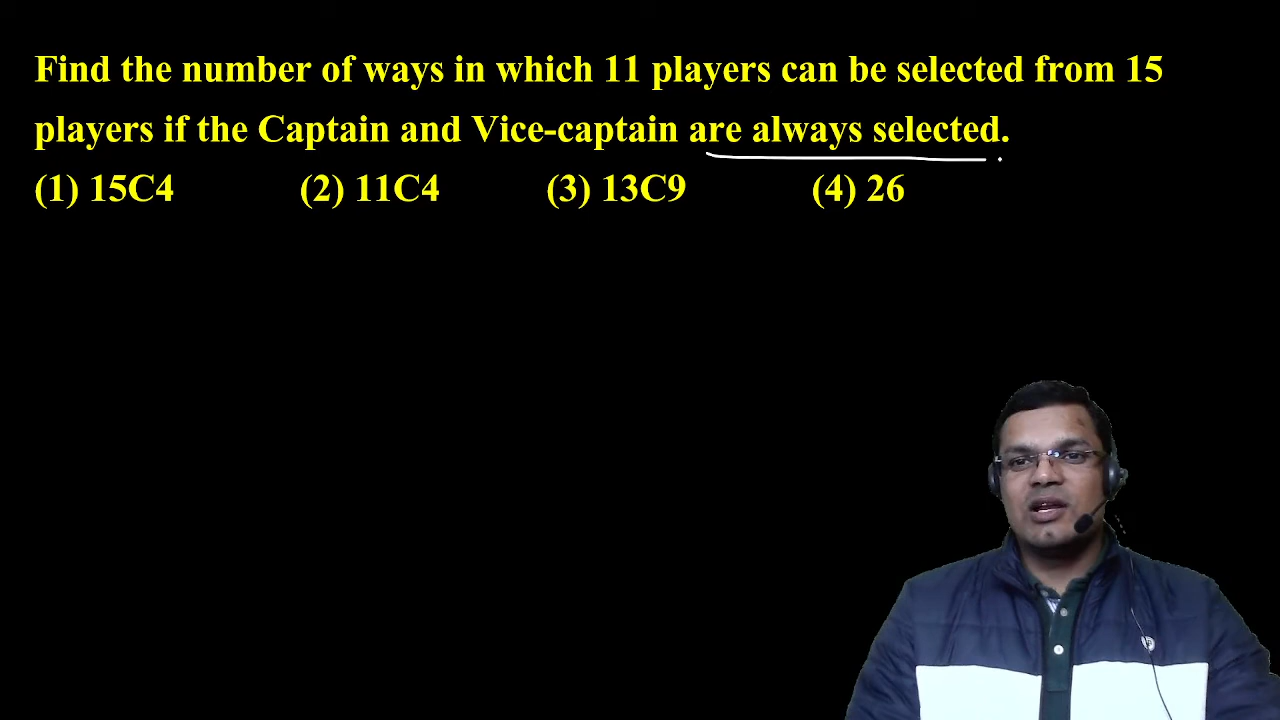 Find the number of ways in which 11 players can be selected from 15
players if the Captain and Vice-captain are always selected.
(1) 15C4 (2) 11C4 (3) 13C9 (4) 26